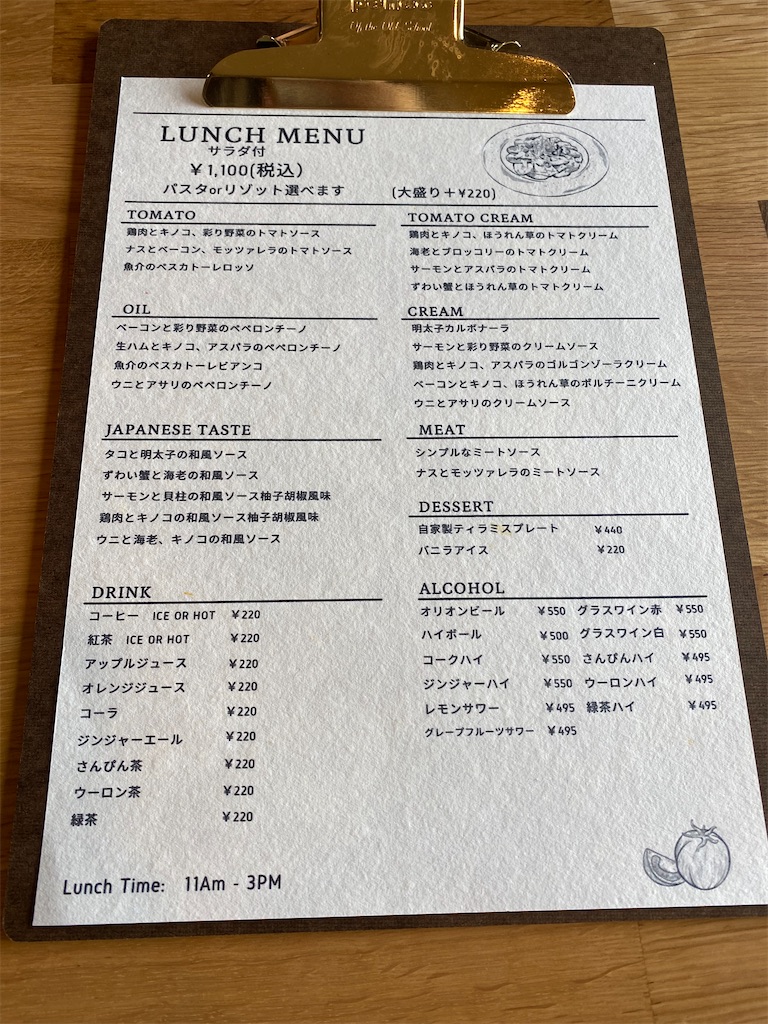 Of the Old School
LUNCH MENU
サラダ付
￥1,100(税込)
パスタorリゾット選べます　(大盛り＋¥220)
TOMATO
鶏肉とキノコ、彩り野菜のトマトソース
ナスとベーコン、モッツァレラのトマトソース
魚介のペスカトーレロッソ
TOMATO CREAM
鶏肉とキノコ、ほうれん草のトマトクリーム
海老とブロッコリーのトマトクリーム
サーモンとアスパラのトマトクリーム
ずわい蟹とほうれん草のトマトクリーム
OIL
ベーコンと彩り野菜のペペロンチーノ
生ハムとキノコ、アスパラのペペロンチーノ
魚介のペスカトーレビアンコ
ウニとアサリのペペロンチーノ
CREAM
明太子カルボナーラ
サーモンと彩り野菜のクリームソース
鶏肉とキノコ、アスパラのゴルゴンゾーラクリーム
ベーコンとキノコ、ほうれん草のポルチーニクリーム
ウニとアサリのクリームソース
JAPANESE TASTE
タコと明太子の和風ソース
ずわい蟹と海老の和風ソース
サーモンと貝柱の和風ソース柚子胡椒風味
鶏肉とキノコの和風ソース柚子胡椒風味
ウニと海老、キノコの和風ソース
MEAT
シンプルなミートソース
ナスとモッツァレラのミートソース
DESSERT
自家製ティラミスプレート　￥440
バニラアイス　￥220
DRINK
コーヒー　ICE OR HOT　￥220
紅茶　ICE OR HOT　￥220
アップルジュース　￥220
オレンジジュース　￥220
コーラ　￥220
ジンジャーエール　￥220
さんぴん茶　￥220
ウーロン茶　￥220
緑茶　￥220
ALCOHOL
オリオンビール　￥550　グラスワイン赤　￥550
ハイボール　￥500　グラスワイン白　￥550
コークハイ　￥550　さんぴんハイ　￥495
ジンジャーハイ　￥550　ウーロンハイ　￥495
レモンサワー　￥495　緑茶ハイ　￥495
グレープフルーツサワー　￥495
Lunch Time:　11Am - 3PM